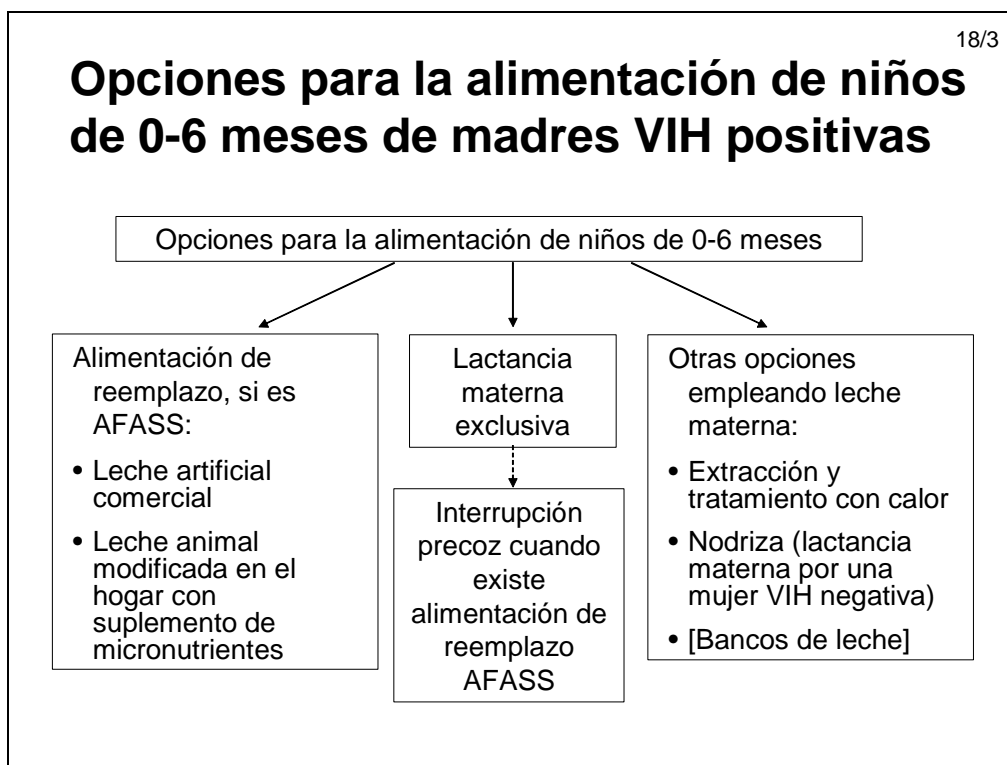 18/3
Opciones para la alimentación de niños
de 0-6 meses de madres VIH positivas
Opciones para la alimentación de niños de 0-6 meses
Alimentación de
reemplazo, si es
AFASS:
• Leche artificial
comercial
• Leche animal
modificada en el
hogar con
suplemento de
micronutrientes
Lactancia
materna
exclusiva
Interrupción
precoz cuando
existe
alimentación de
reemplazo
AFASS
Otras opciones
empleando leche
materna:
• Extracción y
tratamiento con calor
• Nodriza (lactancia
materna por una
mujer VIH negativa)
• [Bancos de leche]